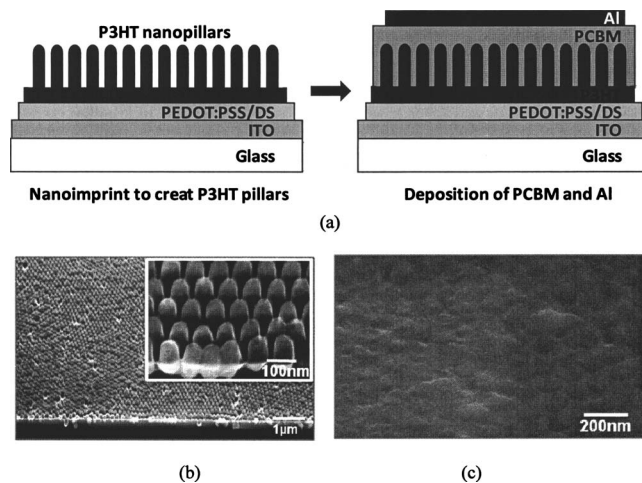 P3HT nanopillars
PEDOT:PSS/DS
ITO
Glass
Nanoimprint to creat P3HT pillars
Al
PCBM
PEDOT:PSS/DS
ITO
Glass
Deposition of PCBM and Al
(a)
100nm
1μm
(b)
200nm
(c)